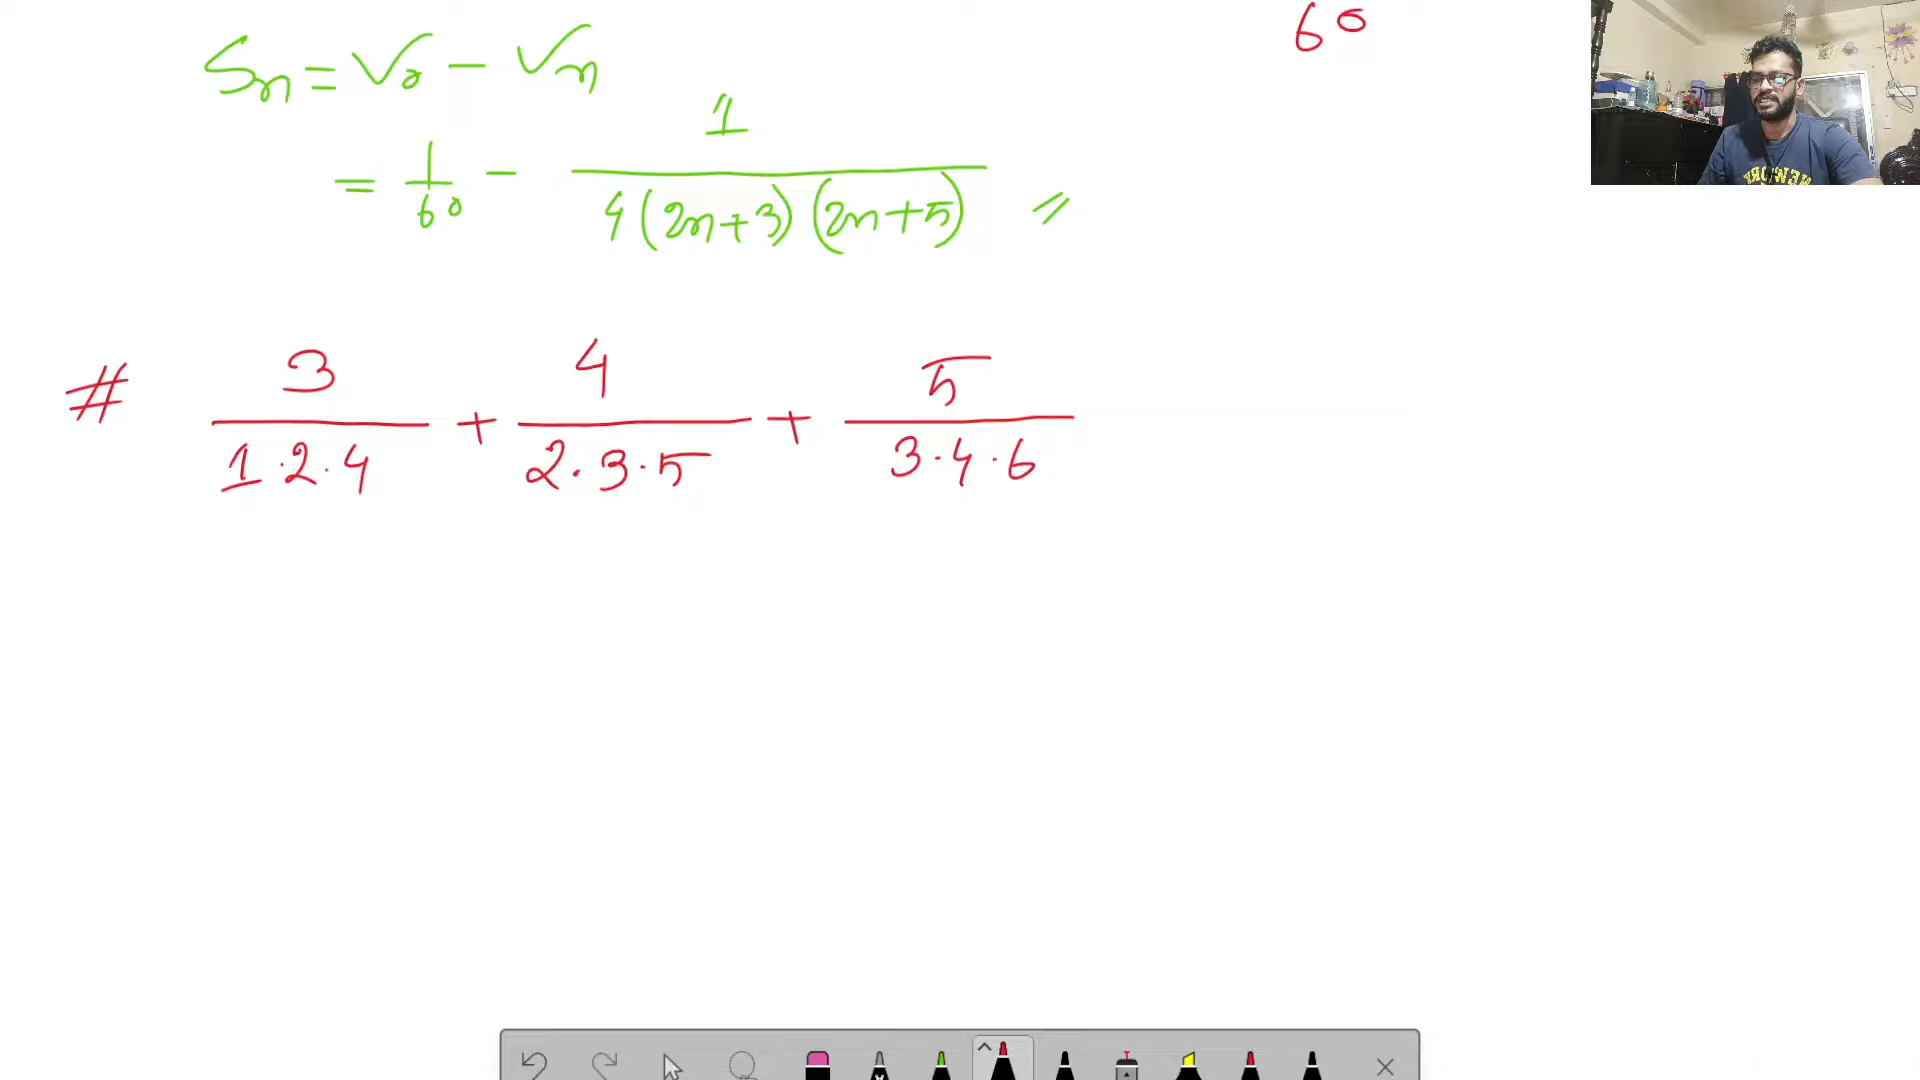 60
Sn = V0 - Vn
= 1/60 - 1/(4(2n+3)(2n+5)) //
# 3/(1·2·4) + 4/(2·3·5) + 5/(3·4·6)